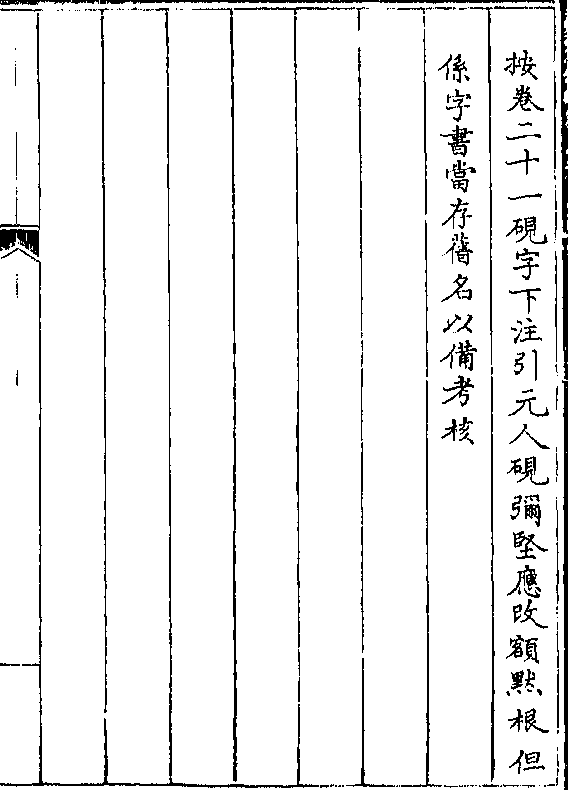 按卷二十一硯字下注引元人硯彌堅應改額黙根但
係字書當存舊名以備考核